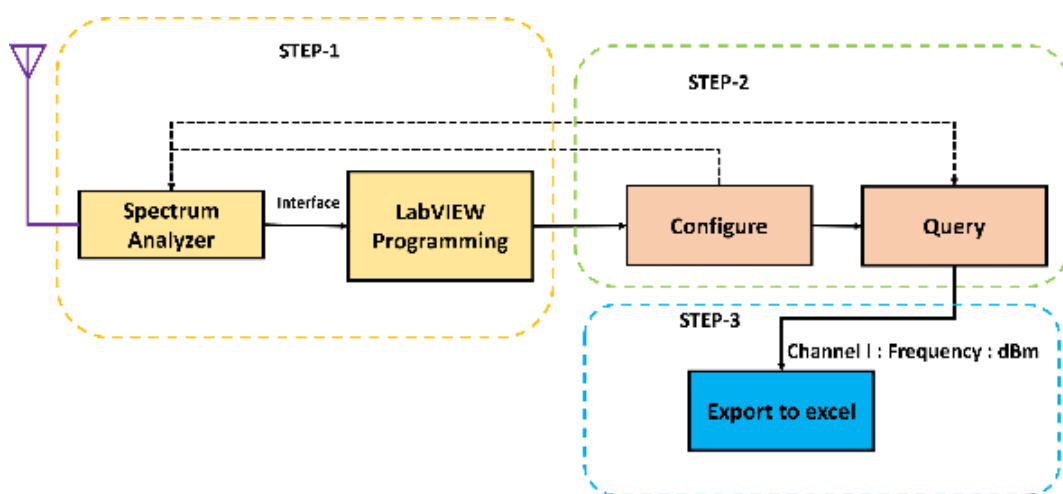 STEP-1
STEP-2
Spectrum
Analyzer
Interface
LabVIEW
Programming
Configure
Query
STEP-3
Channel I : Frequency : dBm
Export to excel